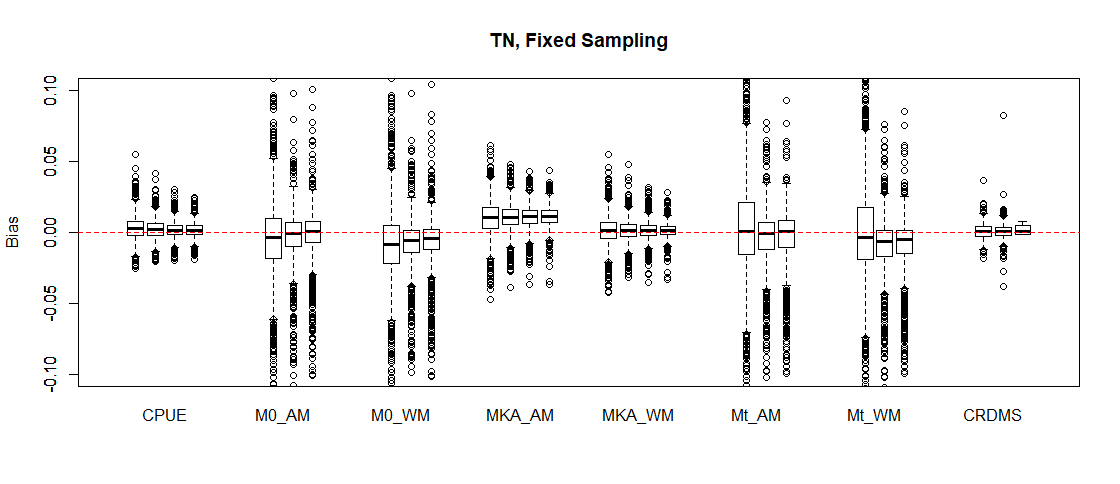 TN, Fixed Sampling
Bias
0.10
0.05
0.00
-0.05
-0.10
CPUE M0_AM M0_WM MKA_AM MKA_WM Mt_AM Mt_WM CRDMS